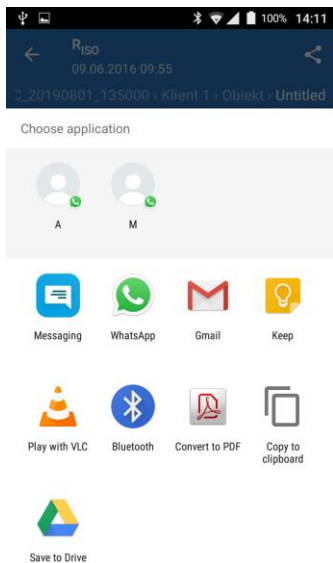 100% 14:11
RISO
09.06.2016 09:55
C_20190801_135000 › Klient 1 › Obiekt › Untitled
Choose application
A M
Messaging WhatsApp Gmail Keep
Play with VLC Bluetooth Convert to PDF Copy to
clipboard
Save to Drive